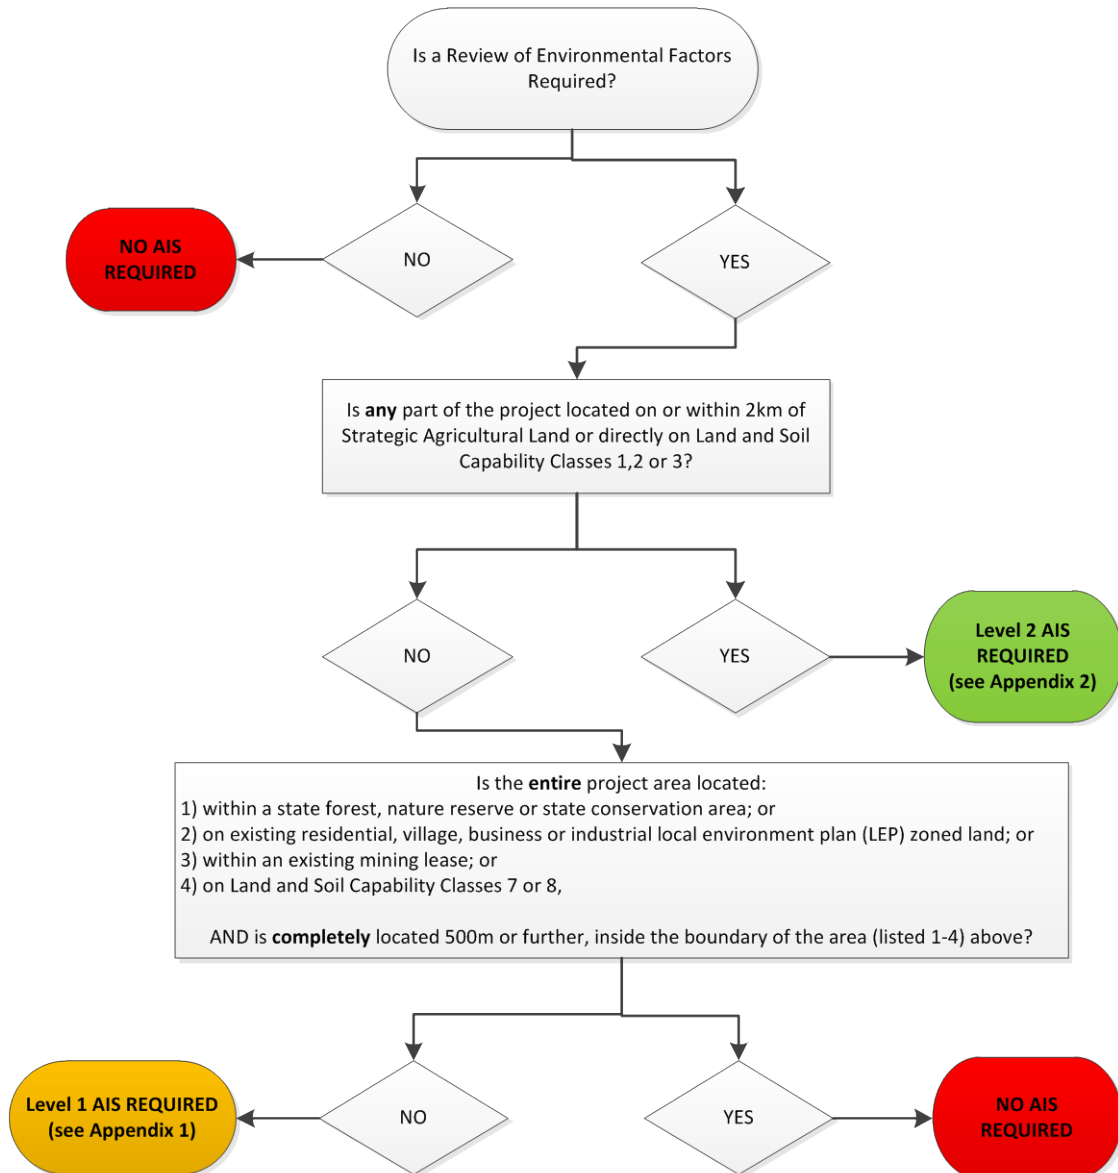 Is a Review of Environmental Factors
Required?
NO AIS
REQUIRED
NO
YES
Is any part of the project located on or within 2km of
Strategic Agricultural Land or directly on Land and Soil
Capability Classes 1,2 or 3?
NO
YES
Level 2 AIS
REQUIRED
(see Appendix 2)
Is the entire project area located:
1) within a state forest, nature reserve or state conservation area; or
2) on existing residential, village, business or industrial local environment plan (LEP) zoned land; or
3) within an existing mining lease; or
4) on Land and Soil Capability Classes 7 or 8,
AND is completely located 500m or further, inside the boundary of the area (listed 1-4) above?
Level 1 AIS REQUIRED
(see Appendix 1)
NO
YES
NO AIS
REQUIRED